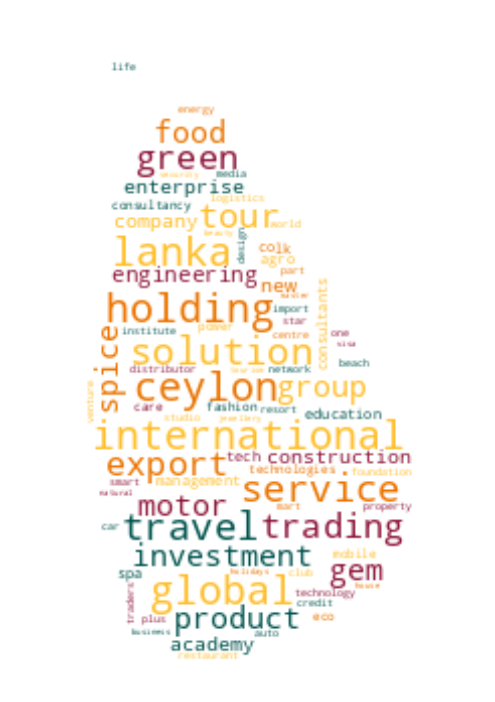 life
energy
food
green
security media
enterprise
logistics
consultancy
company tour world
beauty
lanka design colk
agro
engineering part
new
master
holding import
star
spice institute power centre one
solution consultants visa
beach
distributor tourism network
ceylon group
venture
care fashion resort
studio jewellery education
international
export tech construction
technologies foundation
smart management
natural service
motor mart property
car travel trading
investment mobile
spa holidays club gem
house
traders global technology
credit
plus product eco
business auto
academy
restaurant